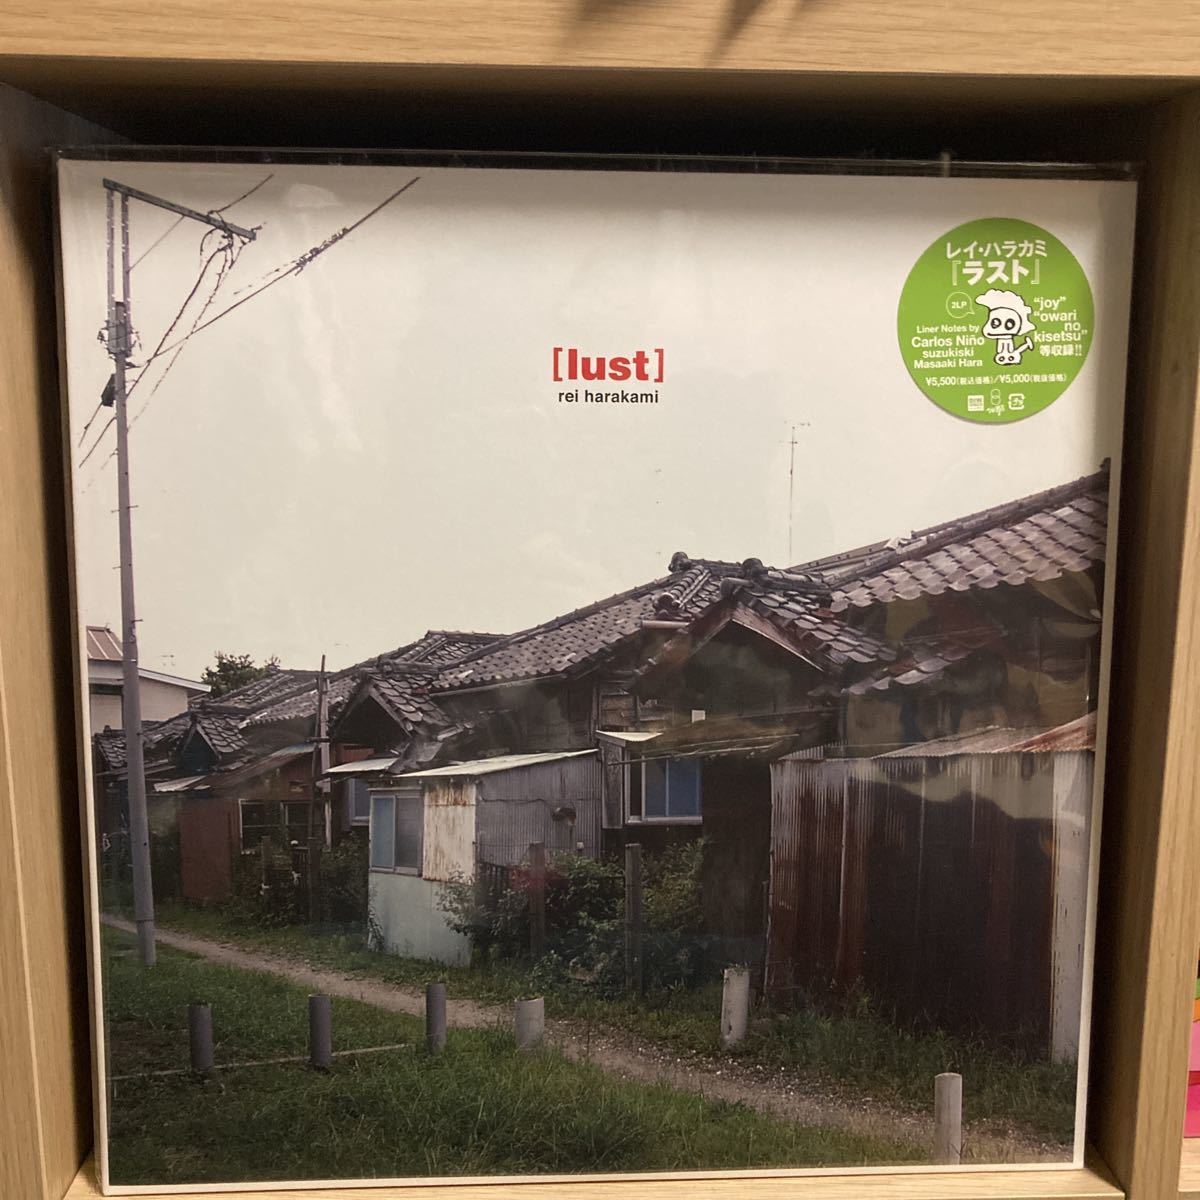 [lust]
rei harakami
レイ・ハラカミ
『ラスト』
2LP
"joy"
"owari
no
kisetsu"
等収録!!
Liner Notes by
Carlos Niño
suzukiski
Masaaki Hara
¥5,500(税込価格)/¥5,000(税抜価格)